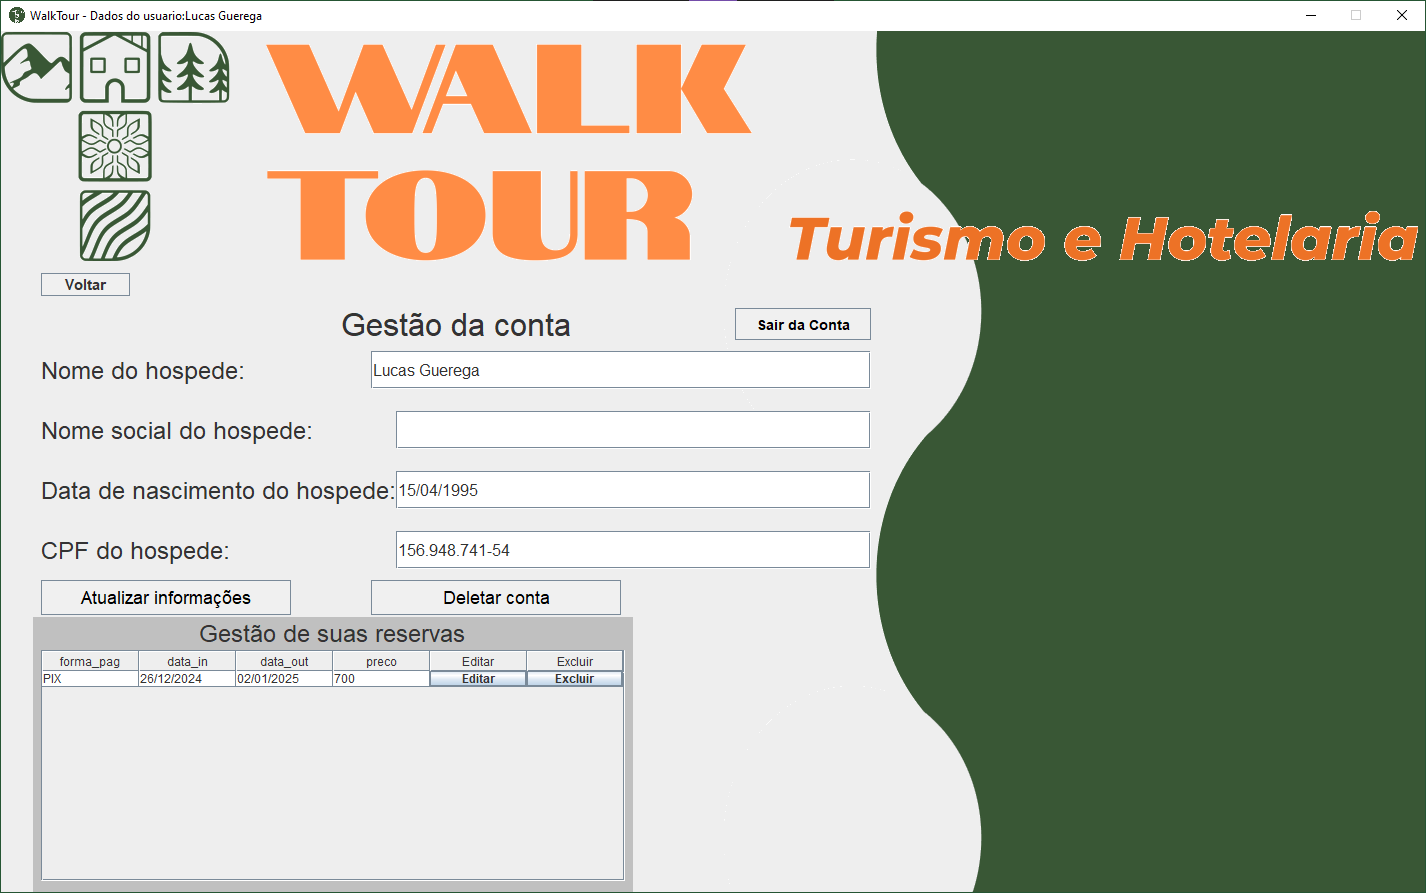 WalkTour - Dados do usuario:Lucas Guerega
WALK
TOUR
Turismo e Hotelaria
Voltar
Gestão da conta
Sair da Conta
Nome do hospede: Lucas Guerega
Nome social do hospede:
Data de nascimento do hospede: 15/04/1995
CPF do hospede: 156.948.741-54
Atualizar informações Deletar conta
Gestão de suas reservas
forma_pag data_in data_out preco Editar Excluir
PIX 26/12/2024 02/01/2025 700 Editar Excluir